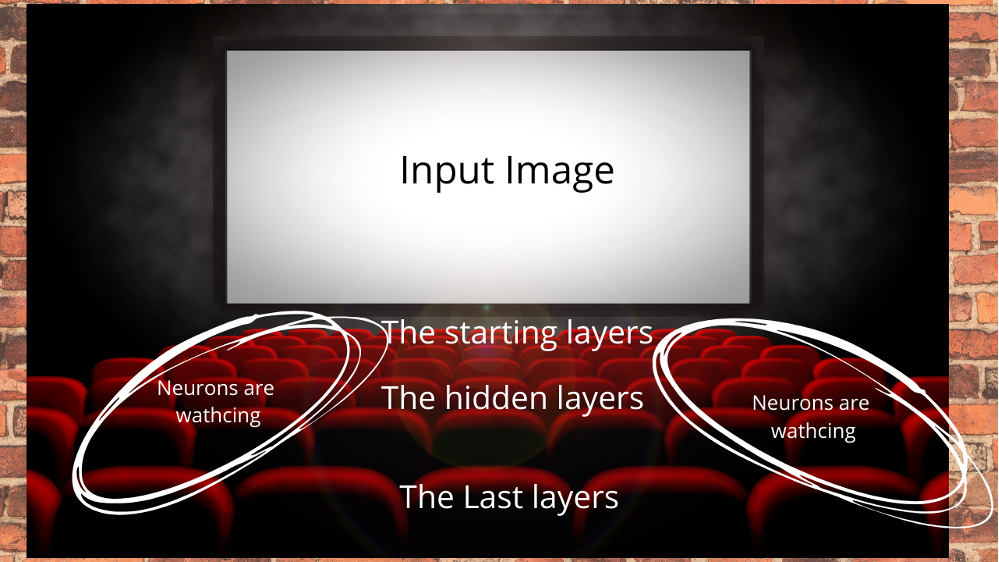 Input Image
The starting layers
The hidden layers
Neurons are
wathcing
Neurons are
wathcing
The Last layers